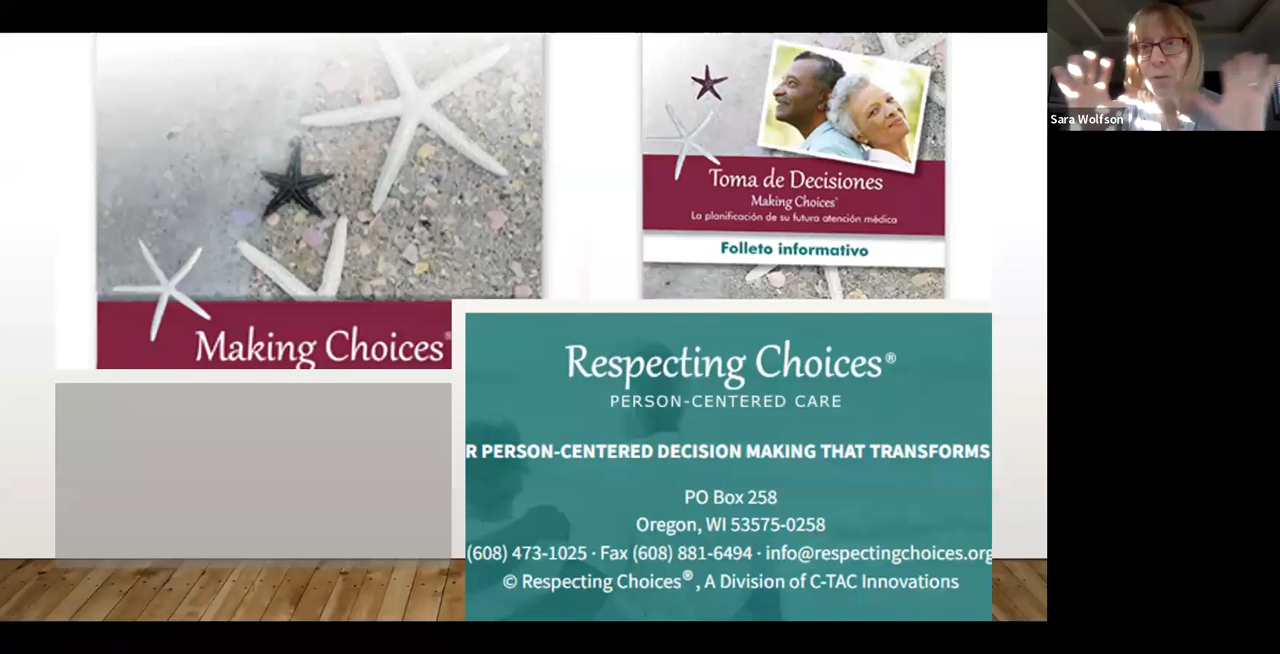 Making Choices®
Toma de Decisiones
Making Choices®
La planificación de su futura atención médica
Folleto informativo
Respecting Choices®
PERSON-CENTERED CARE
R PERSON-CENTERED DECISION MAKING THAT TRANSFORMS
PO Box 258
Oregon, WI 53575-0258
(608) 473-1025 · Fax (608) 881-6494 · info@respectingchoices.org
© Respecting Choices®, A Division of C-TAC Innovations
Sara Wolfson